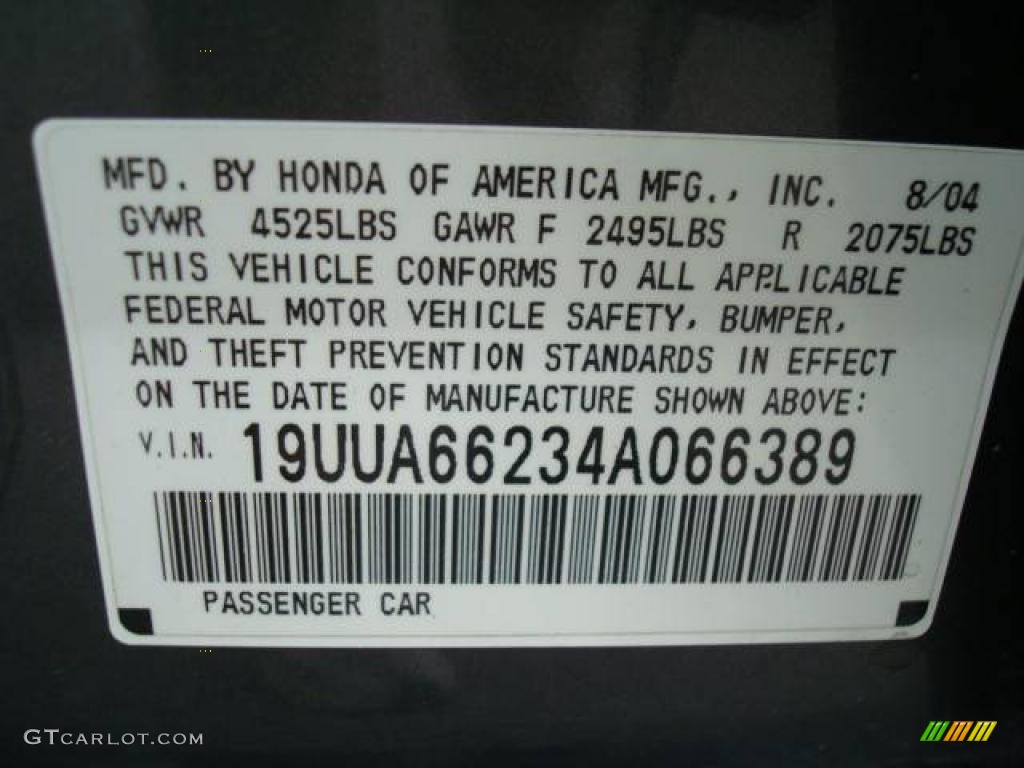 MFD. BY HONDA OF AMERICA MFG., INC. 8/04
GVWR 4525LBS GAWR F 2495LBS R 2075LBS
THIS VEHICLE CONFORMS TO ALL APPLICABLE
FEDERAL MOTOR VEHICLE SAFETY, BUMPER,
AND THEFT PREVENTION STANDARDS IN EFFECT
ON THE DATE OF MANUFACTURE SHOWN ABOVE:
V.I.N. 19UUA66234A066389
PASSENGER CAR
GTCARLOT.COM